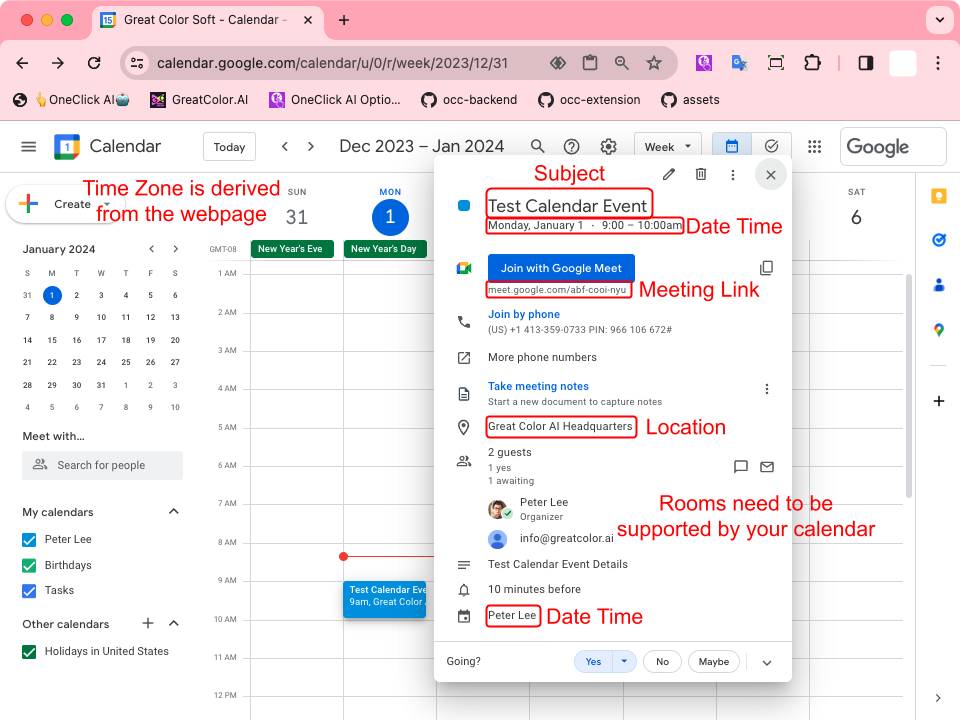 15
Great Color Soft - Calendar -
calendar.google.com/calendar/u/0/r/week/2023/12/31
👆OneClick AI🤖
GreatColor.AI
OneClick AI Optio...
occ-backend
occ-extension
assets
1
Calendar
Today
Dec 2023 – Jan 2024
Week
Google
Create
Time Zone is derived
from the webpage
SUN
31
MON
1
SAT
6
January 2024
S M T W T F S
31 1 2 3 4 5 6
7 8 9 10 11 12 13
14 15 16 17 18 19 20
21 22 23 24 25 26 27
28 29 30 31 1 2 3
4 5 6 7 8 9 10
Meet with...
Search for people
My calendars
Peter Lee
Birthdays
Tasks
Other calendars
Holidays in United States
GMT-08
New Year's Eve
New Year's Day
1 AM
2 AM
3 AM
4 AM
5 AM
6 AM
7 AM
8 AM
9 AM
10 AM
11 AM
12 PM
Test Calendar Eve
9am, Great Color
Subject
Test Calendar Event
Monday, January 1 · 9:00 – 10:00am
Date Time
Join with Google Meet
meet.google.com/abf-cooi-nyu
Meeting Link
Join by phone
(US) +1 413-359-0733 PIN: 966 106 672#
More phone numbers
Take meeting notes
Start a new document to capture notes
Great Color AI Headquarters
Location
2 guests
1 yes
1 awaiting
Peter Lee
Organizer
info@greatcolor.ai
Rooms need to be
supported by your calendar
Test Calendar Event Details
10 minutes before
Peter Lee
Date Time
Going?
Yes
No
Maybe